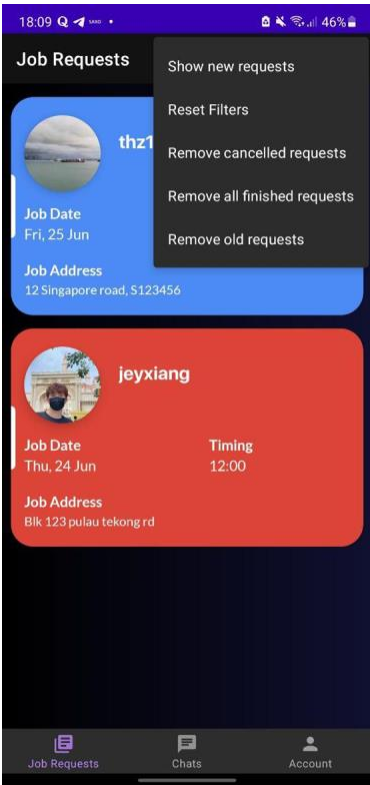 18:09 46%
Job Requests
Show new requests
Reset Filters
Remove cancelled requests
Remove all finished requests
Remove old requests
thz1
Job Date
Fri, 25 Jun
Job Address
12 Singapore road, S123456
jeyxiang
Job Date Timing
Thu, 24 Jun 12:00
Job Address
Blk 123 pulau tekong rd
Job Requests Chats Account